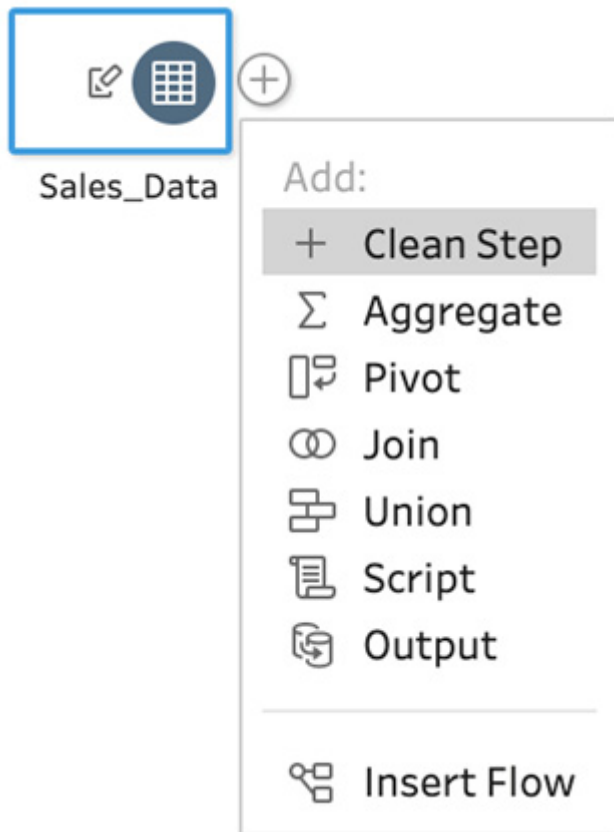 Sales_Data
Add:
Clean Step
Aggregate
Pivot
Join
Union
Script
Output
Insert Flow